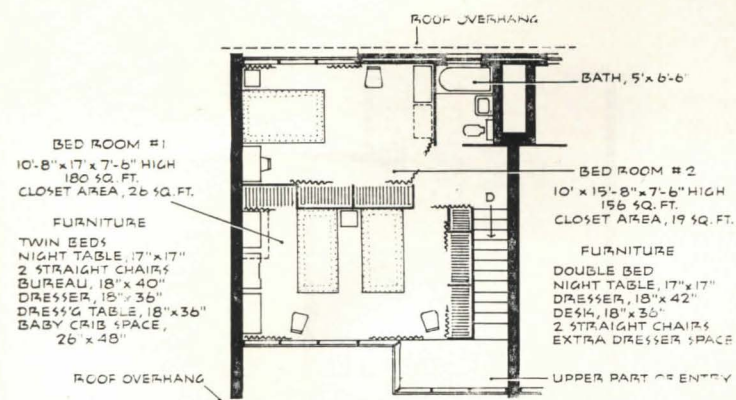 ROOF OVERHANG
BATH, 5' x 6'-6"
BED ROOM #1
10'-8" x 17' x 7'-6" HIGH
180 SQ. FT.
CLOSET AREA, 26 SQ. FT.
FURNITURE
TWIN BEDS
NIGHT TABLE, 17" x 17"
2 STRAIGHT CHAIRS
BUREAU, 18" x 40"
DRESSER, 18" x 36"
DRESS'G TABLE, 18" x 36"
BABY CRIB SPACE,
26" x 48"
ROOF OVERHANG
D
BED ROOM #2
10' x 15'-8" x 7'-6" HIGH
156 SQ. FT.
CLOSET AREA, 19 SQ. FT.
FURNITURE
DOUBLE BED
NIGHT TABLE, 17" x 17"
DRESSER, 18" x 42"
DESK, 18" x 36"
2 STRAIGHT CHAIRS
EXTRA DRESSER SPACE
UPPER PART OF ENTRY